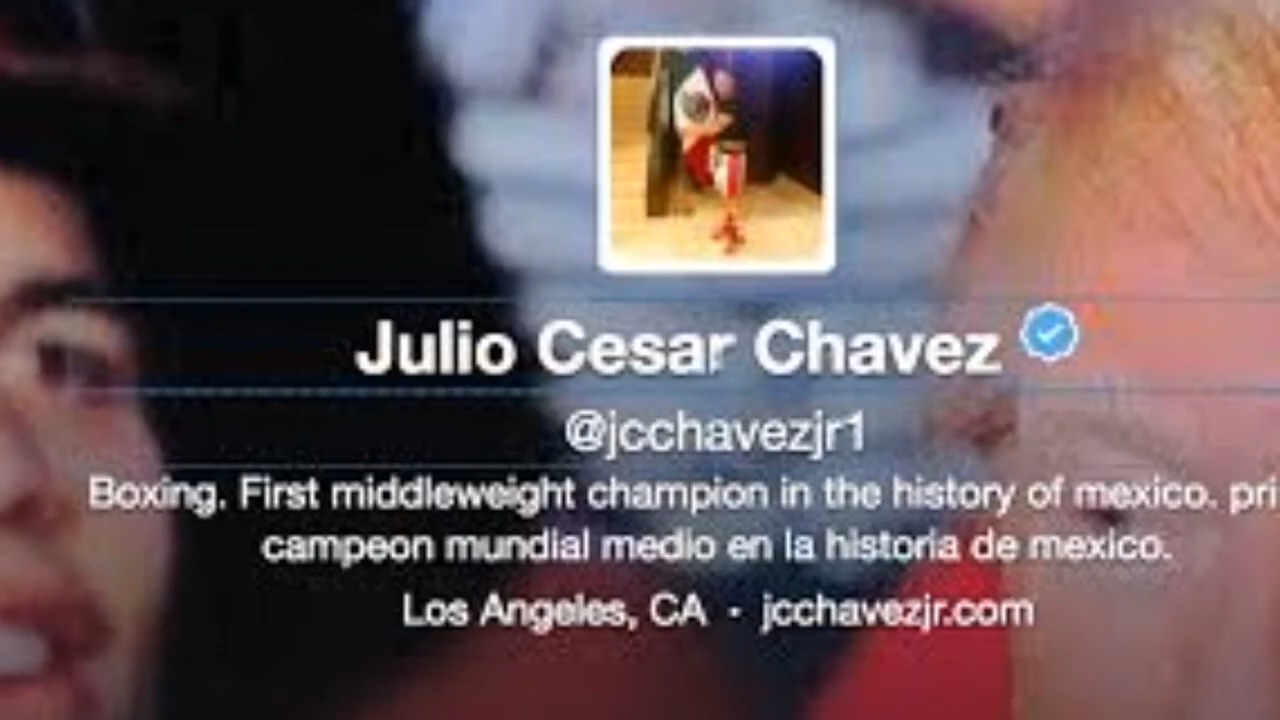 Julio Cesar Chavez
@jcchavezjr1
Boxing. First middleweight champion in the history of mexico. pri
campeon mundial medio en la historia de mexico.
Los Angeles, CA · jcchavezjr.com